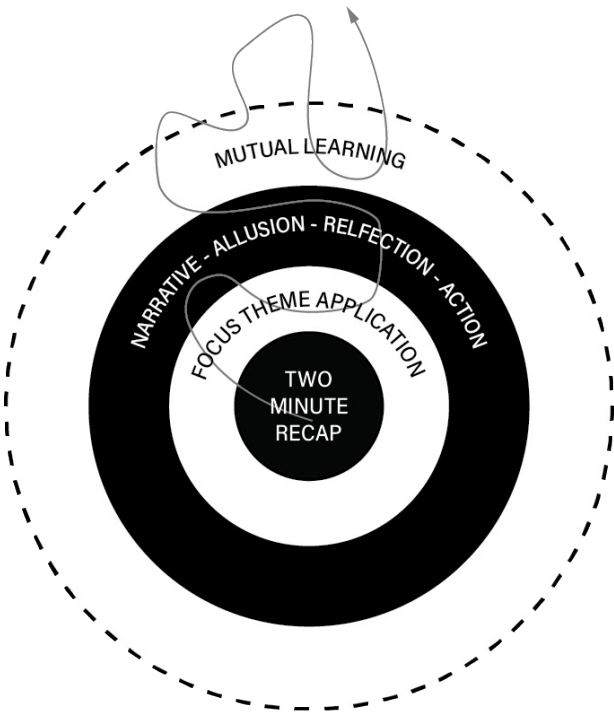 MUTUAL LEARNING
NARRATIVE - ALLUSION - RELFECTION - ACTION
FOCUS THEME APPLICATION
TWO
MINUTE
RECAP